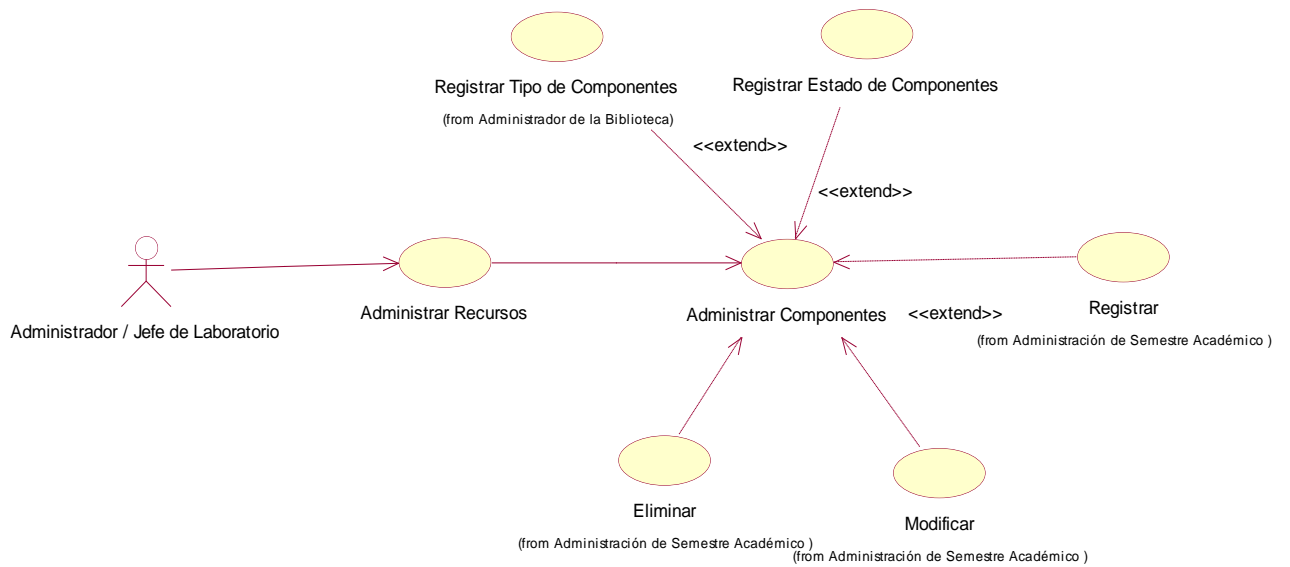 Registrar Tipo de Componentes
(from Administrador de la Biblioteca)
Registrar Estado de Componentes
<<extend>>
<<extend>>
Administrador / Jefe de Laboratorio
Administrar Recursos
Administrar Componentes
<<extend>>
Registrar
(from Administración de Semestre Académico )
Eliminar
(from Administración de Semestre Académico )
Modificar
(from Administración de Semestre Académico )